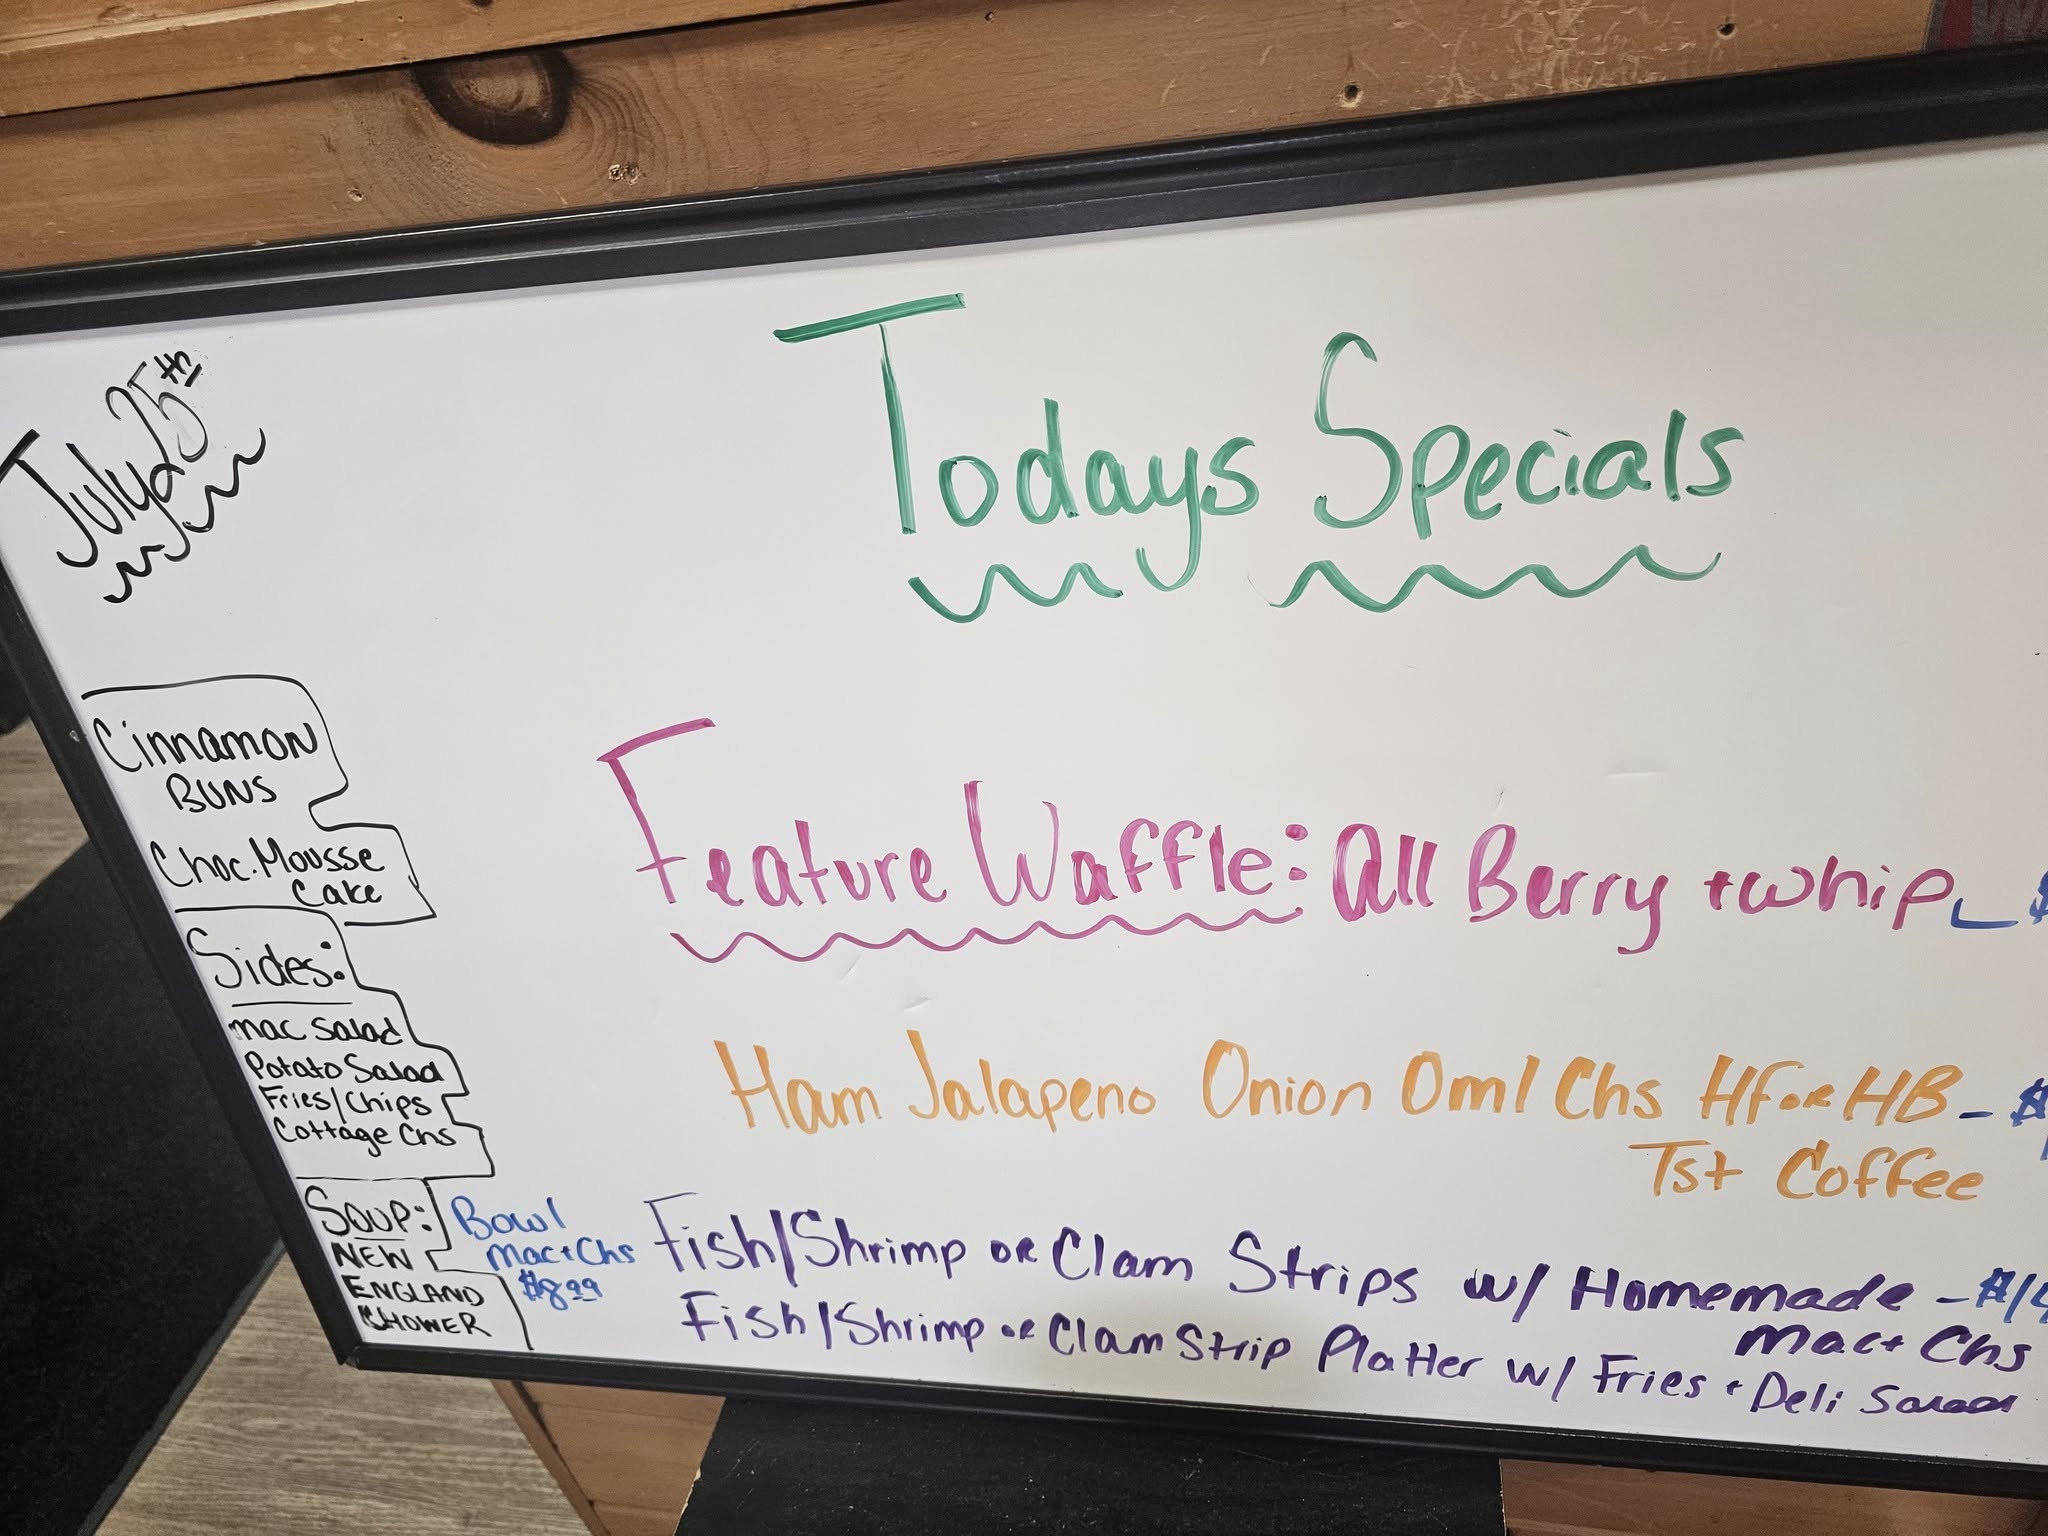 July 25th
Todays Specials
Cinnamon
BUNS
Choc. Mousse
Cake
Sides:
mac Salad
Potato Salad
Fries/Chips
Cottage Chs
Soup:
NEW
ENGLAND
CHOWER
Bowl
Mac + Chs
$8.99
Feature Waffle: All Berry + whip - $
Ham Jalapeno Onion Oml Chs HF or HB - $
Tst Coffee
Fish/Shrimp or Clam Strips w/ Homemade - $14
Mac + Chs
Fish/Shrimp or Clam Strip Platter w/ Fries + Deli Salad